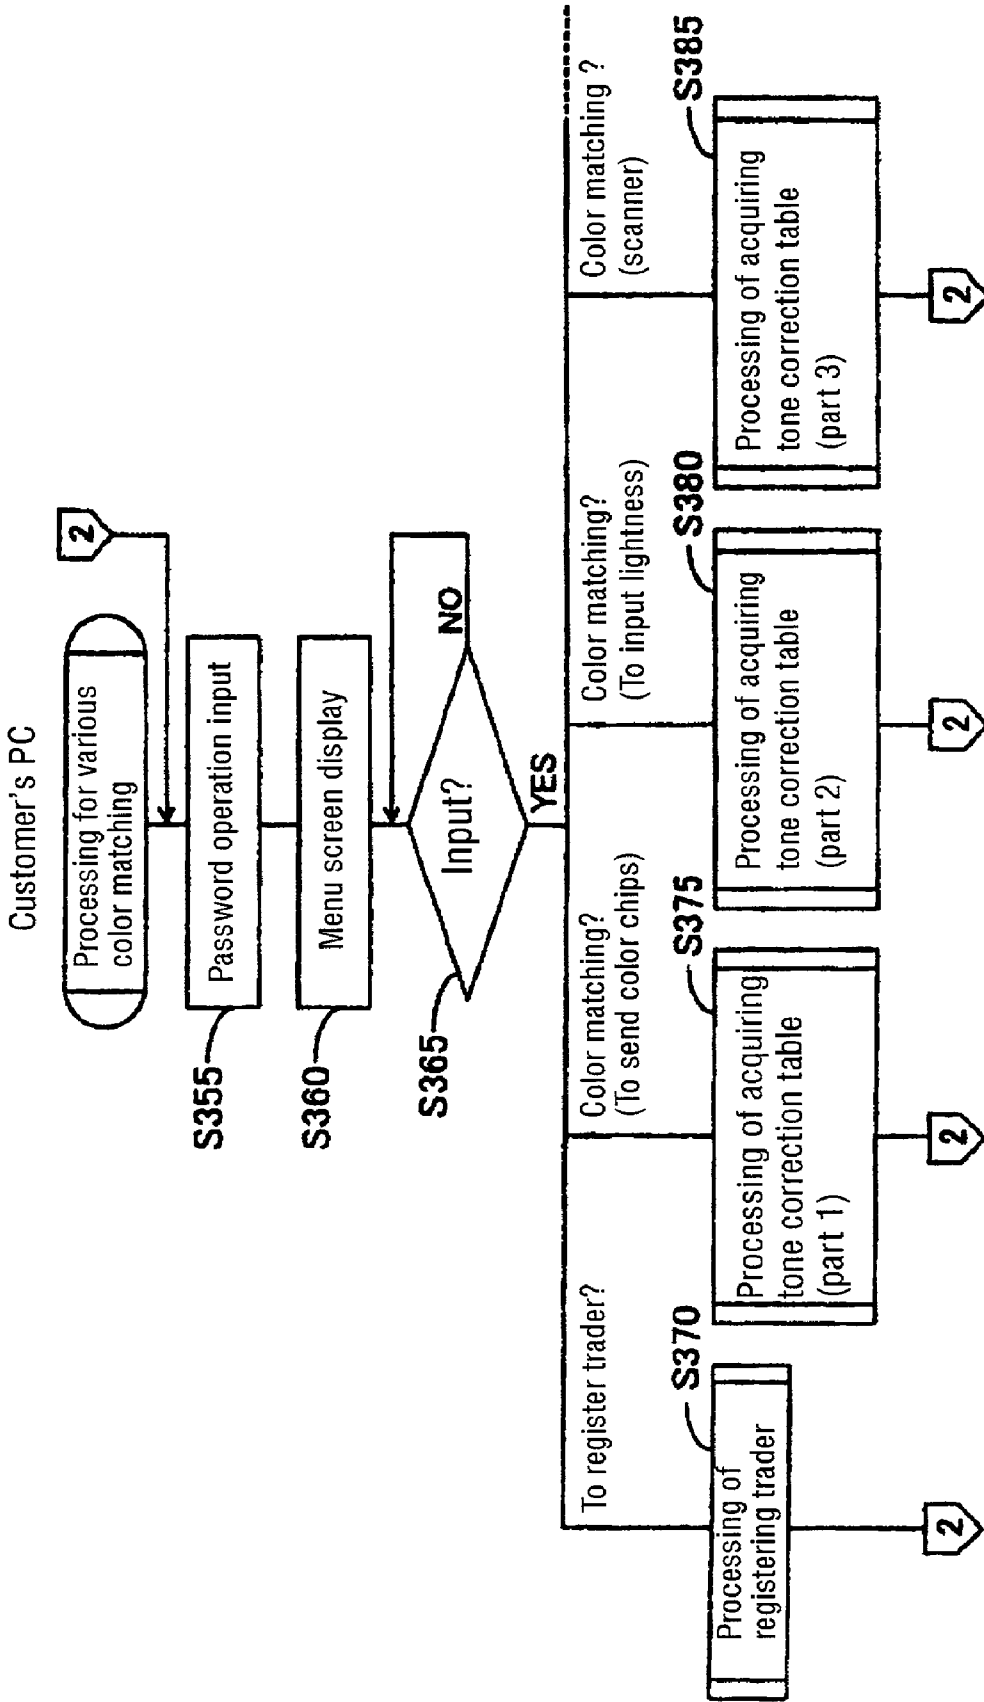 Customer's PC
Processing for various
color matching
2
S355
Password operation input
S360
Menu screen display
S365
Input?
NO
YES
To register trader?
S370
Processing of
registering trader
2
Color matching?
(To send color chips)
S375
Processing of acquiring
tone correction table
(part 1)
2
Color matching?
(To input lightness)
S380
Processing of acquiring
tone correction table
(part 2)
2
Color matching ?
(scanner)
S385
Processing of acquiring
tone correction table
(part 3)
2